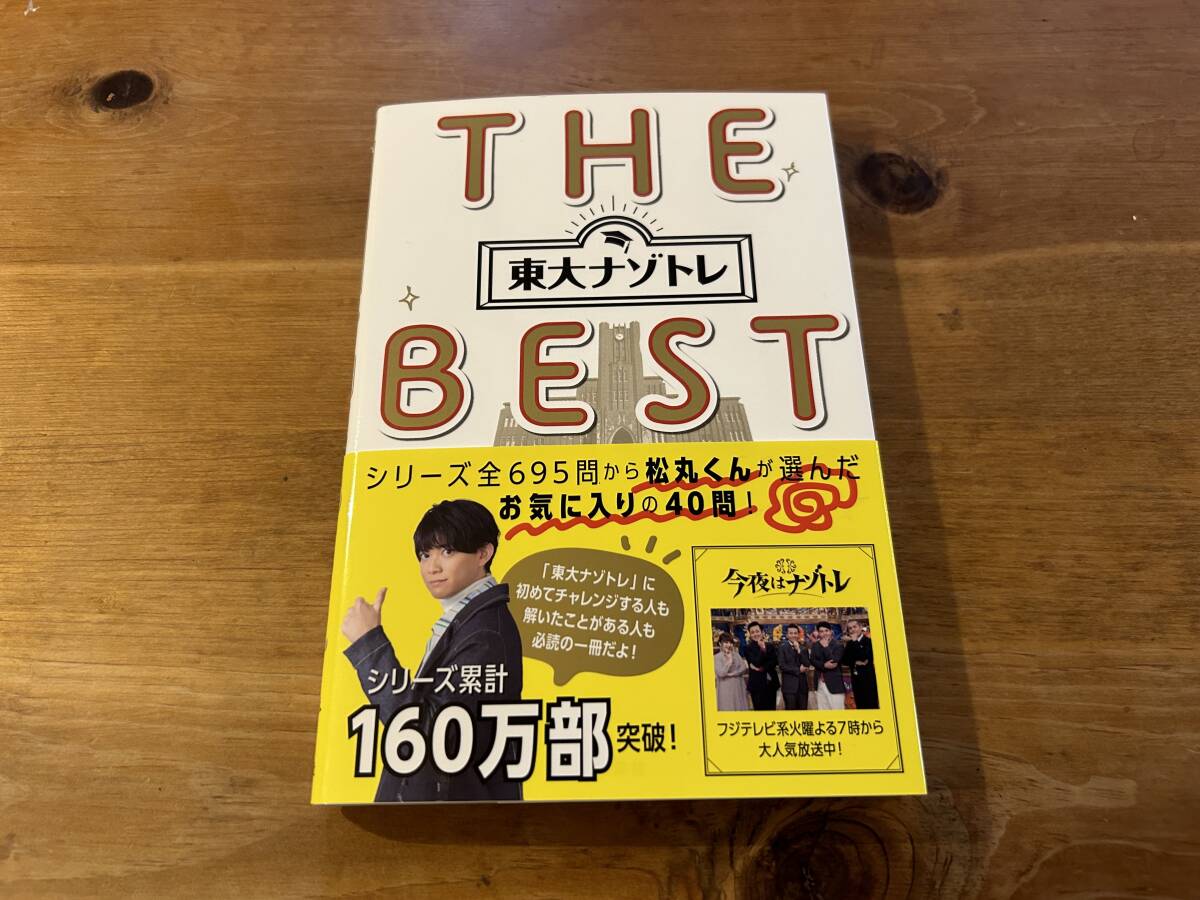 THE
東大ナゾトレ
BEST
シリーズ全695問から松丸くんが選んだ
お気に入りの40問!
「東大ナゾトレ」に
初めてチャレンジする人も
解いたことがある人も
必読の一冊だよ!
シリーズ累計
160万部突破!
今夜はナゾトレ
フジテレビ系火曜よる7時から
大人気放送中!